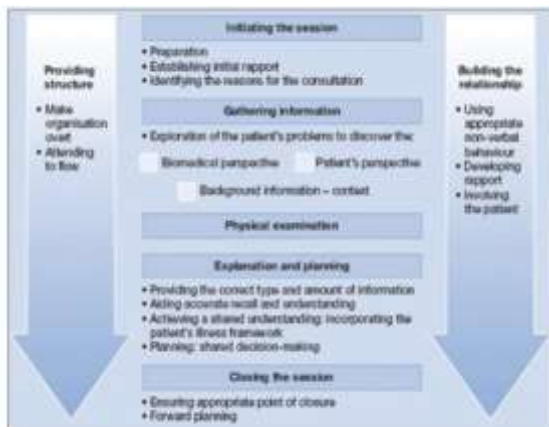 Providing
structure
• Make
organisation
overt
• Attending
to flow
Initiating the session
• Preparation
• Establishing initial rapport
• Identifying the reasons for the consultation
Gathering information
• Exploration of the patient's problems to discover the:
Biomedical perspective
Patient's perspective
Background information – context
Physical examination
Explanation and planning
• Providing the correct type and amount of information
• Aiding accurate recall and understanding
• Achieving a shared understanding: incorporating the
patient's illness framework
• Planning: shared decision-making
Closing the session
• Ensuring appropriate point of closure
• Forward planning
Building the
relationship
• Using
appropriate
non-verbal
behaviour
• Developing
rapport
• Involving
the patient